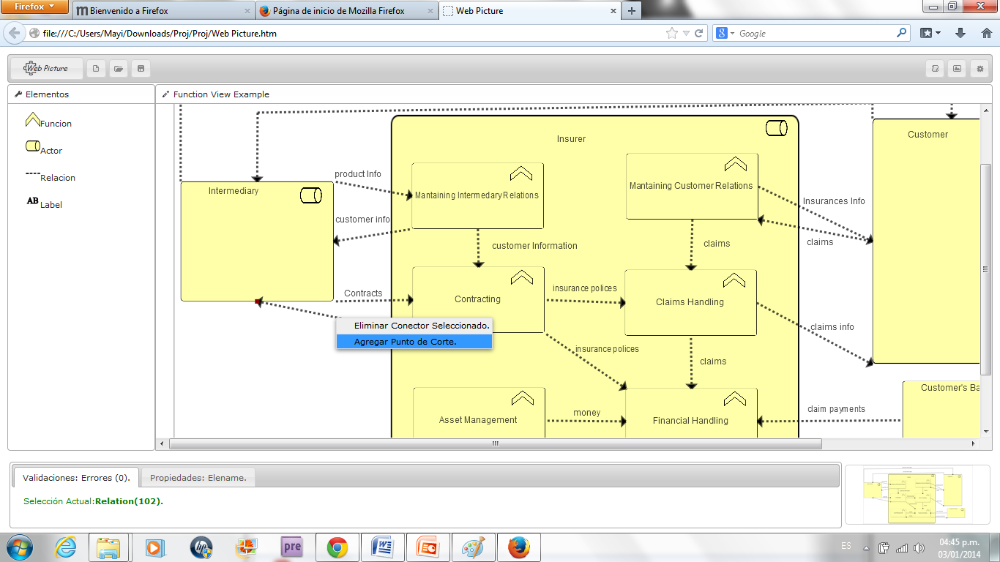 Firefox
Bienvenido a Firefox
Página de inicio de Mozilla Firefox
Web Picture
file:///C:/Users/Mayi/Downloads/Proj/Proj/Web Picture.htm
Google
Web Picture
Elementos
Function View Example
Funcion
Actor
Relacion
AB Label
Insurer
Customer
Intermediary
product Info
Mantaining Intermedary Relations
Mantaining Customer Relations
Insurances Info
customer info
customer Information
claims
claims
Contracts
Contracting
insurance polices
Claims Handling
claims info
Eliminar Conector Seleccionado.
Agregar Punto de Corte.
insurance polices
claims
Customer's Ba
Asset Management
money
Financial Handling
claim payments
Validaciones: Errores (0).
Propiedades: Elename.
Selección Actual:Relation(102).
hp
pre
ES
04:45 p.m.
03/01/2014